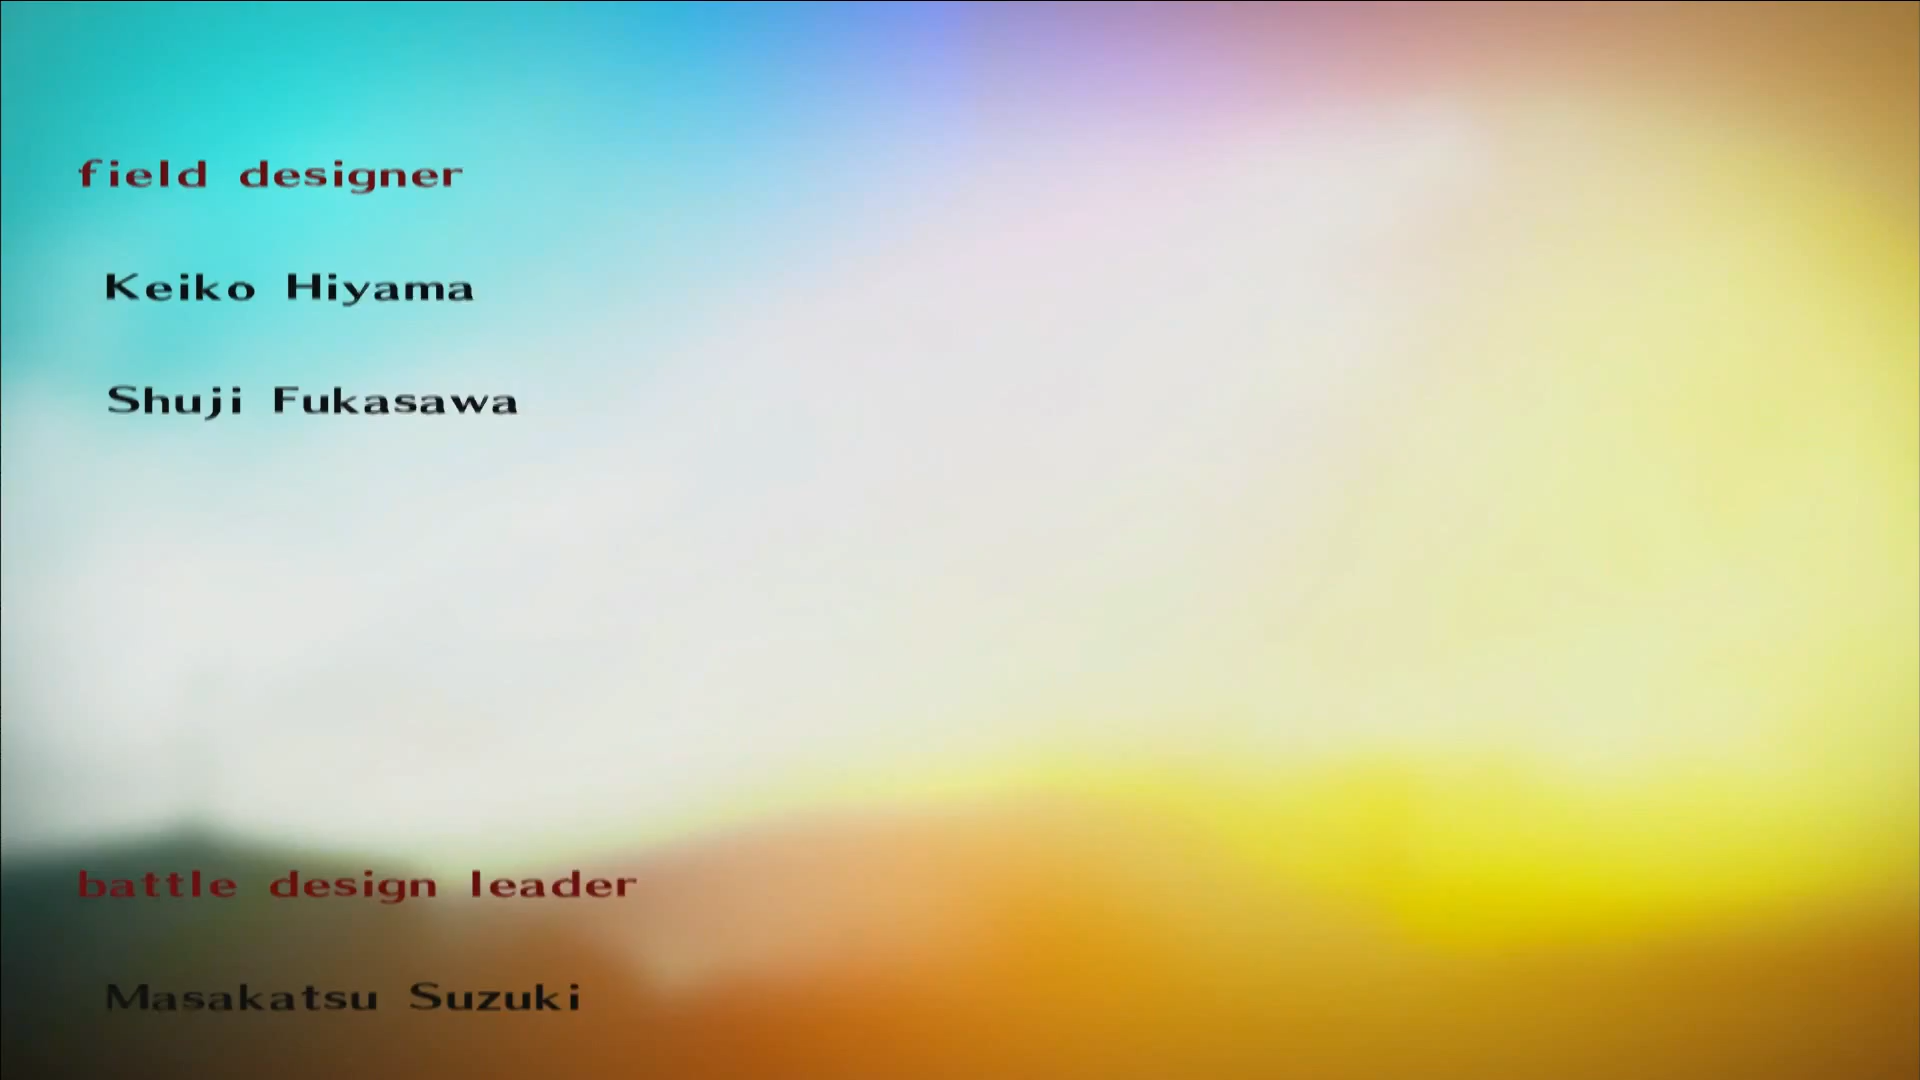 field designer
Keiko Hiyama
Shuji Fukasawa
battle design leader
Masakatsu Suzuki